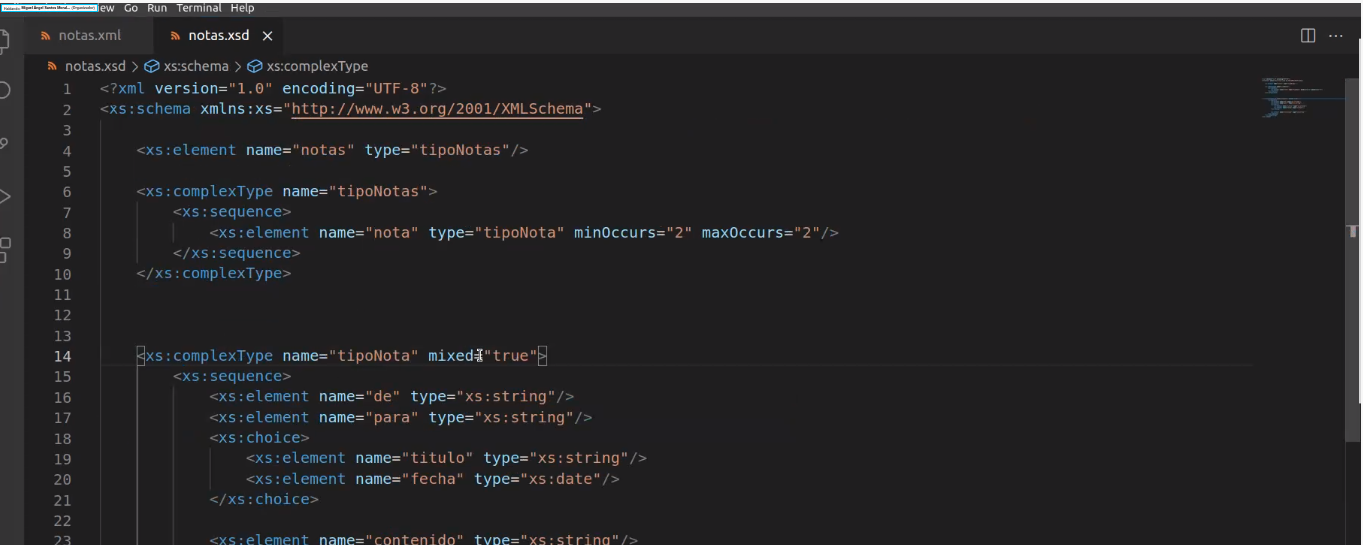 ew Go Run Terminal Help
notas.xml notas.xsd
notas.xsd > xs:schema > xs:complexType
1 <?xml version="1.0" encoding="UTF-8"?>
2 <xs:schema xmlns:xs="http://www.w3.org/2001/XMLSchema">
3
4 <xs:element name="notas" type="tipoNotas"/>
5
6 <xs:complexType name="tipoNotas">
7 <xs:sequence>
8 <xs:element name="nota" type="tipoNota" minOccurs="2" maxOccurs="2"/>
9 </xs:sequence>
10 </xs:complexType>
11
12
13
14 <xs:complexType name="tipoNota" mixed="true">
15 <xs:sequence>
16 <xs:element name="de" type="xs:string"/>
17 <xs:element name="para" type="xs:string"/>
18 <xs:choice>
19 <xs:element name="titulo" type="xs:string"/>
20 <xs:element name="fecha" type="xs:date"/>
21 </xs:choice>
22
23 <xs:element name="contenido" type="xs:string"/>